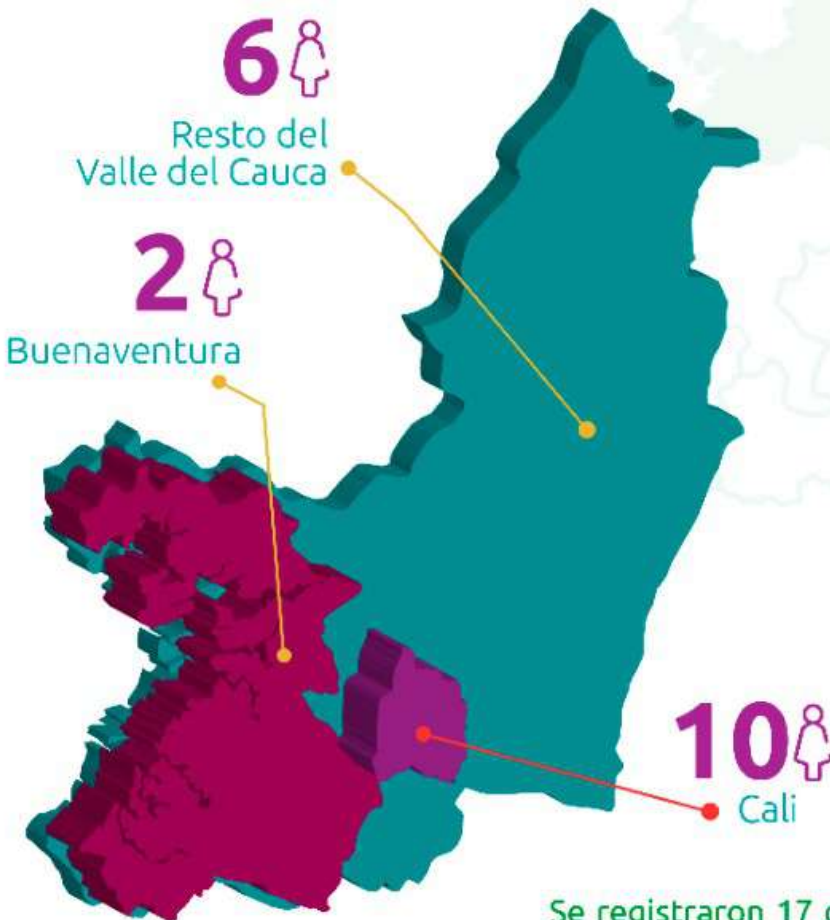 6
Resto del
Valle del Cauca
2
Buenaventura
10
Cali
Se registraron 17